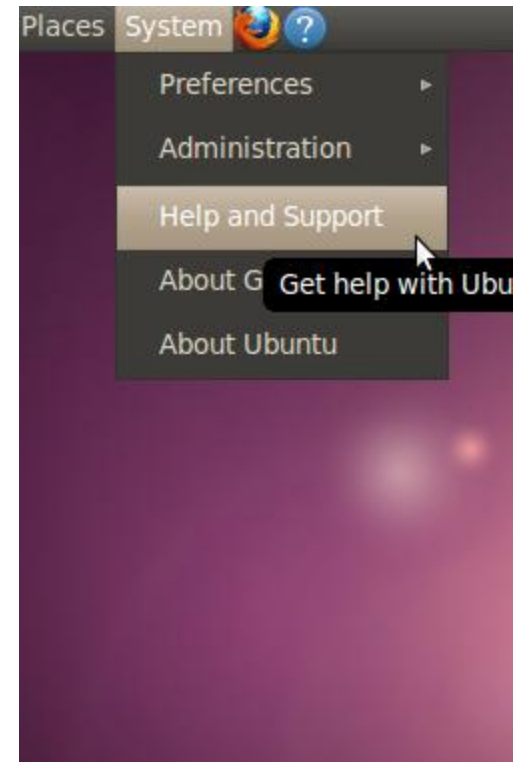 Places System ?
Preferences
Administration
Help and Support
About G
Get help with Ubu
About Ubuntu